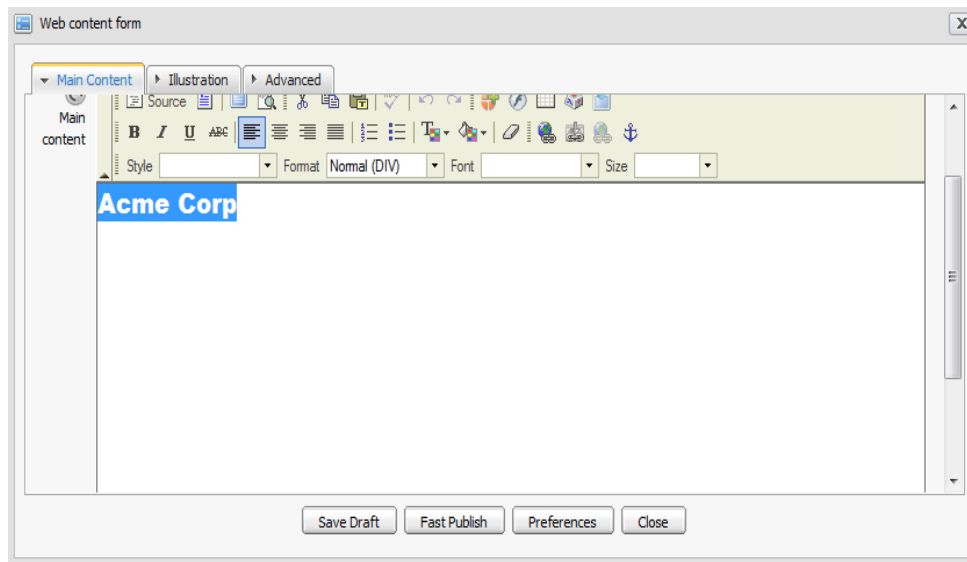 Web content form
X
Main Content Illustration Advanced
Source
Main
content
B I U ABC
Style Format Normal (DIV) Font Size
Acme Corp
Save Draft Fast Publish Preferences Close